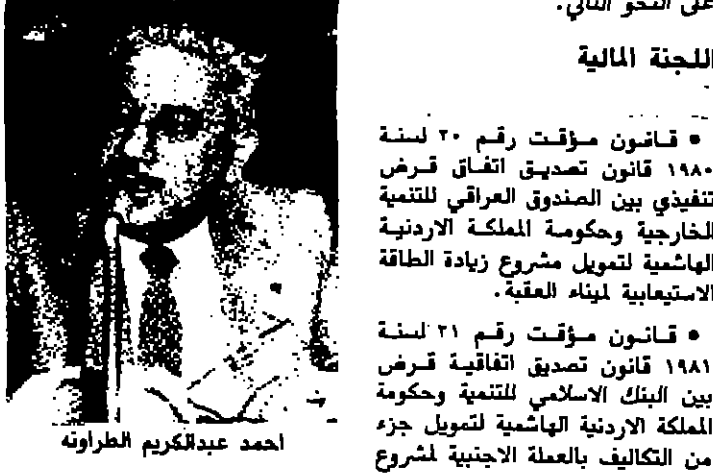 على النحو التالي.
اللجنة المالية
• قانون مؤقت رقم ٢٠ لسنة
١٩٨٠ قانون تصديق اتفاق قرض
تنفيذي بين الصندوق العراقي للتنمية
الخارجية وحكومة المملكة الاردنية
الهاشمية لتمويل مشروع زيادة الطاقة
الاستيعابية لميناء العقبة.
• قانون مؤقت رقم ٢١ لسنة
١٩٨١ قانون تصديق اتفاقية قرض
بين البنك الاسلامي للتنمية وحكومة
المملكة الاردنية الهاشمية لتمويل جزء
من التكاليف بالعملة الاجنبية لمشروع
احمد عبدالكريم الطراونه